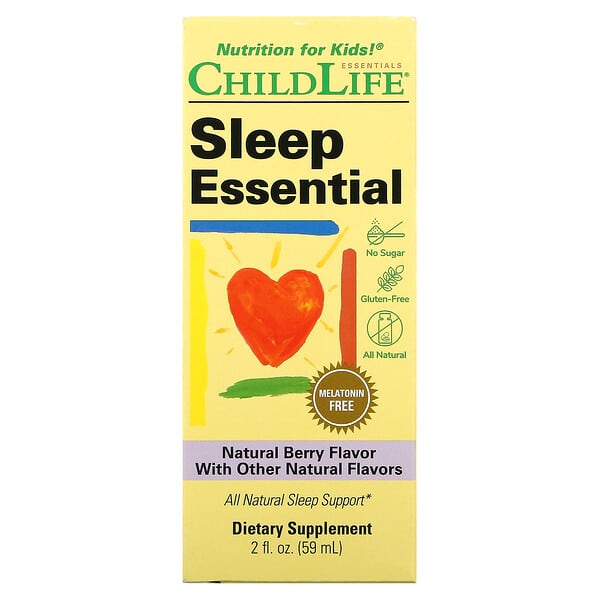 Nutrition for Kids!®
ESSENTIALS
CHILDLIFE®
Sleep
Essential
No Sugar
Gluten-Free
All Natural
MELATONIN
FREE
Natural Berry Flavor
With Other Natural Flavors
All Natural Sleep Support*
Dietary Supplement
2 fl. oz. (59 mL)